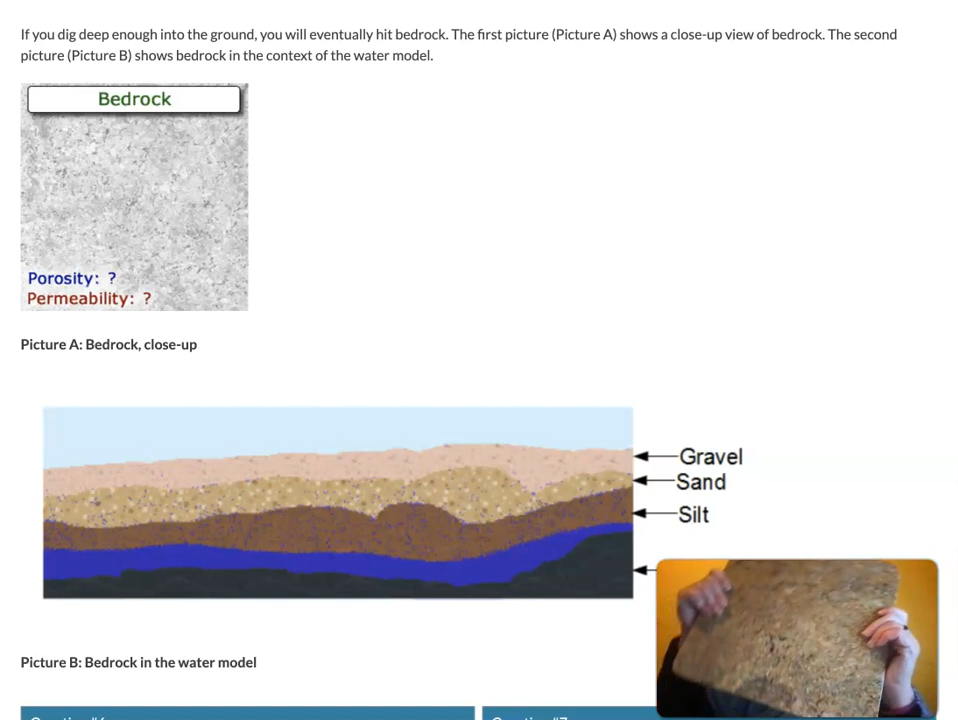 If you dig deep enough into the ground, you will eventually hit bedrock. The first picture (Picture A) shows a close-up view of bedrock. The second
picture (Picture B) shows bedrock in the context of the water model.
Bedrock
Porosity: ?
Permeability: ?
Picture A: Bedrock, close-up
Gravel
Sand
Silt
Picture B: Bedrock in the water model